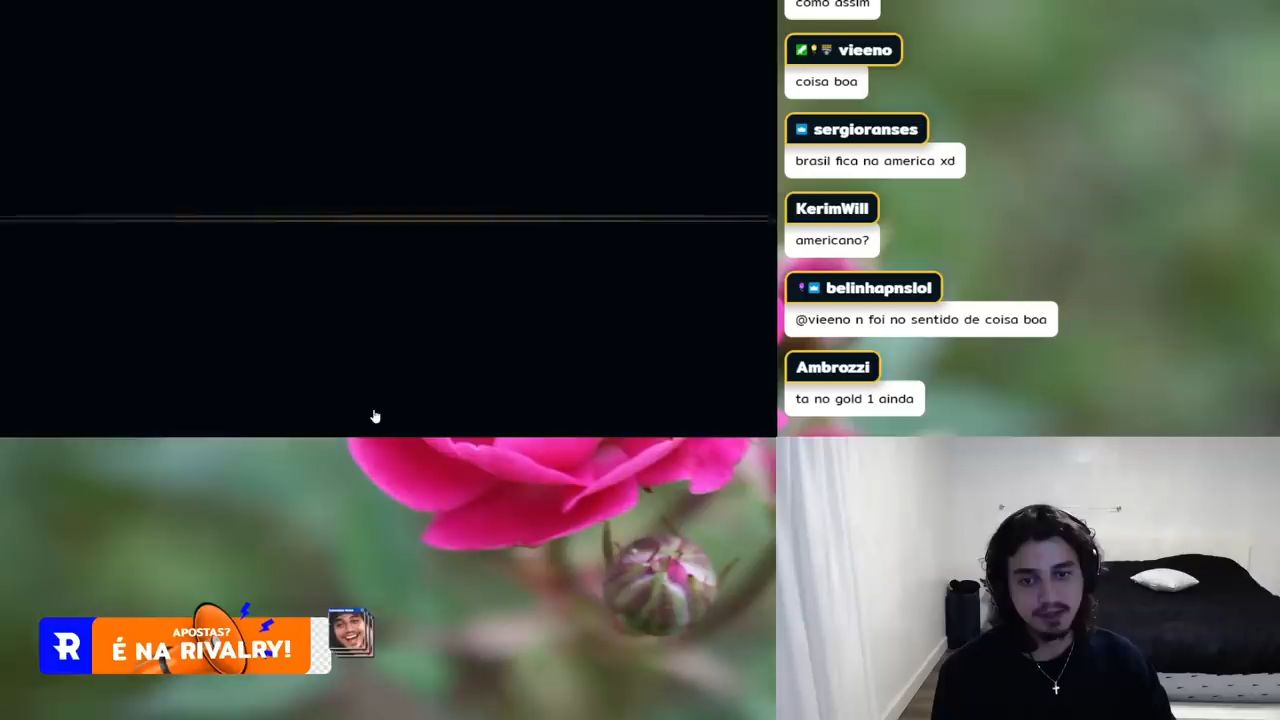 como assim
vieeno
coisa boa
sergioranses
brasil fica na america xd
KerimWill
americano?
belinhapnslol
@vieeno n foi no sentido de coisa boa
Ambrozzi
ta no gold 1 ainda
APOSTAS?
É NA RIVALRY!